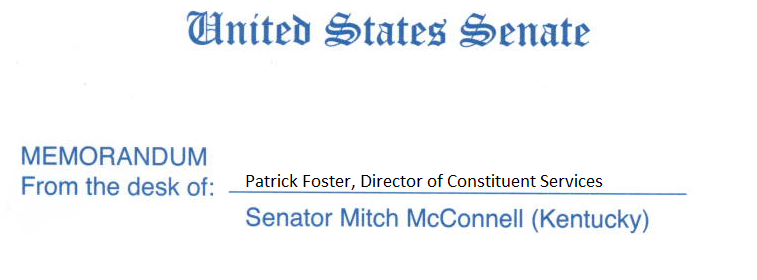 United States Senate
MEMORANDUM
From the desk of: Patrick Foster, Director of Constituent Services
Senator Mitch McConnell (Kentucky)